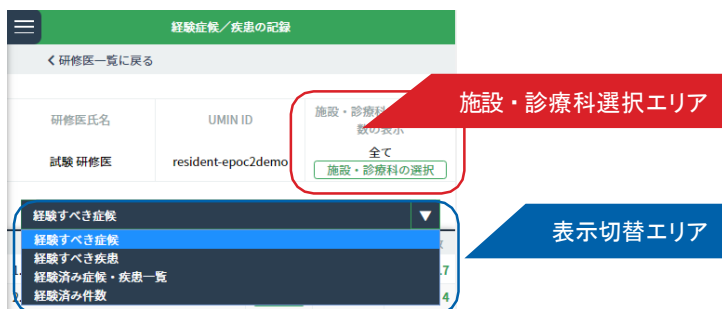 経験症候／疾患の記録
研修医一覧に戻る
研修医氏名
UMIN ID
施設・診療科
数の表示
施設・診療科選択エリア
試験 研修医
resident-epoc2demo
全て
施設・診療科の選択
経験すべき症候
経験すべき症候
経験すべき疾患
経験済み症候・疾患一覧
経験済み件数
表示切替エリア
1.
7
2.
4